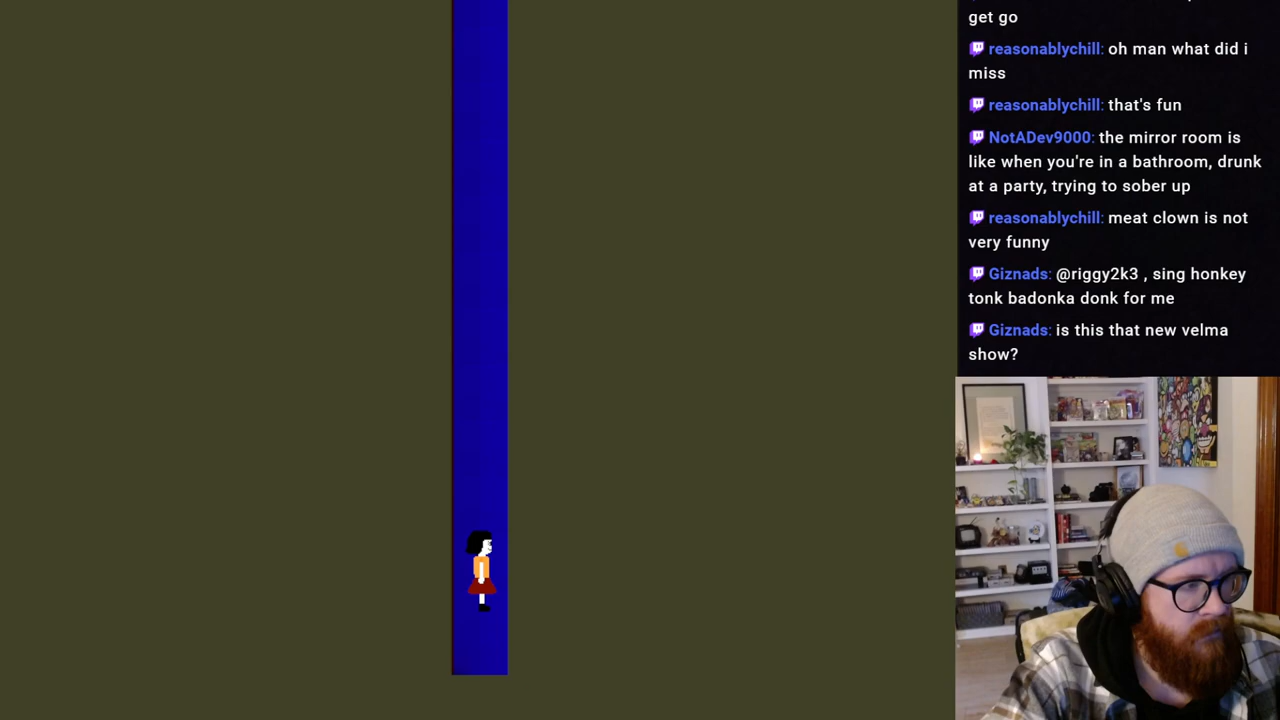 get go
reasonablychill: oh man what did i
miss
reasonablychill: that's fun
NotADev9000: the mirror room is
like when you're in a bathroom, drunk
at a party, trying to sober up
reasonablychill: meat clown is not
very funny
Giznads: @riggy2k3 , sing honkey
tonk badonka donk for me
Giznads: is this that new velma
show?